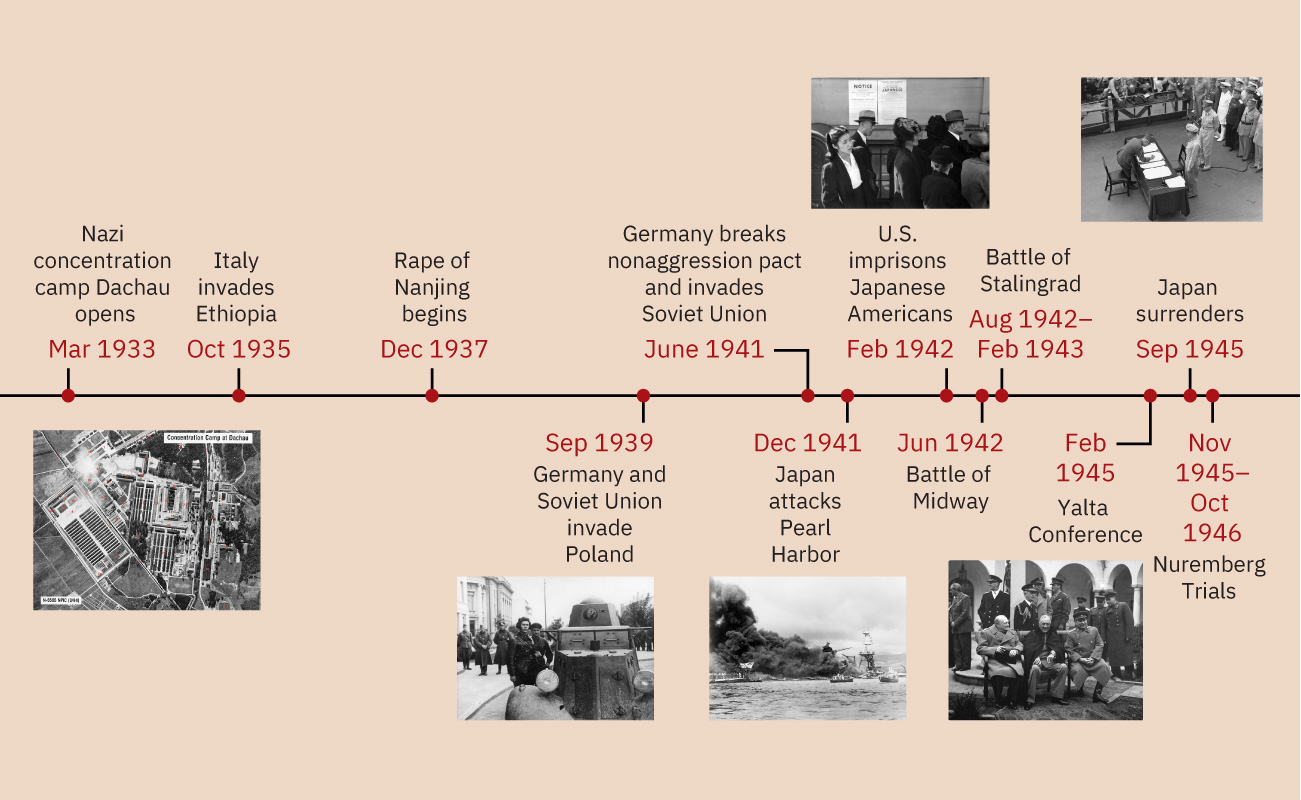 Nazi
concentration
camp Dachau
opens
Mar 1933
Italy
invades
Ethiopia
Oct 1935
Rape of
Nanjing
begins
Dec 1937
Germany breaks
nonaggression pact
and invades
Soviet Union
June 1941
NOTICE
JAPANESE
U.S.
imprisons
Japanese
Americans
Feb 1942
Battle of
Stalingrad
Aug 1942–
Feb 1943
Japan
surrenders
Sep 1945
Concentration Camp at Dachau
Sep 1939
Germany and
Soviet Union
invade
Poland
Dec 1941
Japan
attacks
Pearl
Harbor
Jun 1942
Battle of
Midway
Feb
1945
Yalta
Conference
Nov
1945–
Oct
1946
Nuremberg
Trials